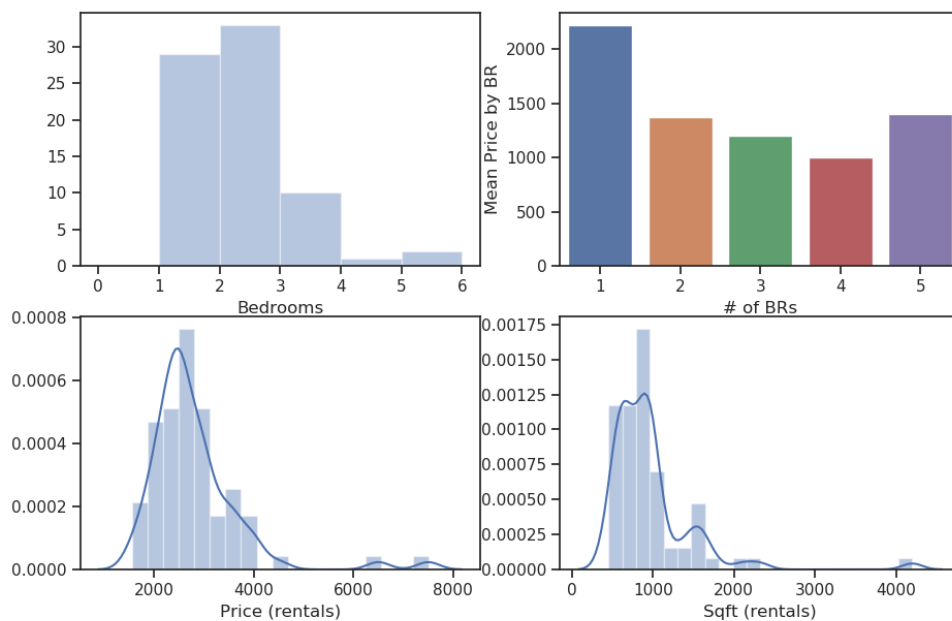 30
25
20
15
10
5
0
0 1 2 3 4 5 6
Bedrooms
Mean Price by BR
2000
1500
1000
500
0
1 2 3 4 5
# of BRs
0.0008
0.0006
0.0004
0.0002
0.0000
2000 4000 6000 8000
Price (rentals)
0.00175
0.00150
0.00125
0.00100
0.00075
0.00050
0.00025
0.00000
0 1000 2000 3000 4000
Sqft (rentals)